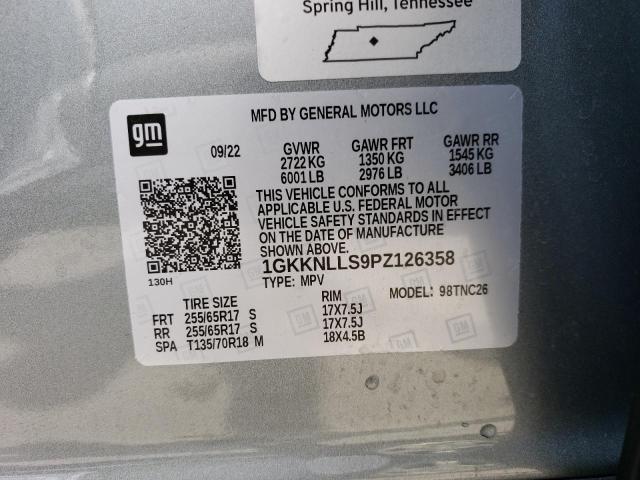 Spring Hill, Tennessee
MFD BY GENERAL MOTORS LLC
gm
09/22 GVWR GAWR FRT GAWR RR
2722 KG 1350 KG 1545 KG
6001 LB 2976 LB 3406 LB
THIS VEHICLE CONFORMS TO ALL
APPLICABLE U.S. FEDERAL MOTOR
VEHICLE SAFETY STANDARDS IN EFFECT
ON THE DATE OF MANUFACTURE
SHOWN ABOVE.
1GKKNLLS9PZ126358
130H TYPE: MPV MODEL: 98TNC26
TIRE SIZE RIM
FRT 255/65R17 S 17X7.5J
RR 255/65R17 S 17X7.5J
SPA T135/70R18 M 18X4.5B